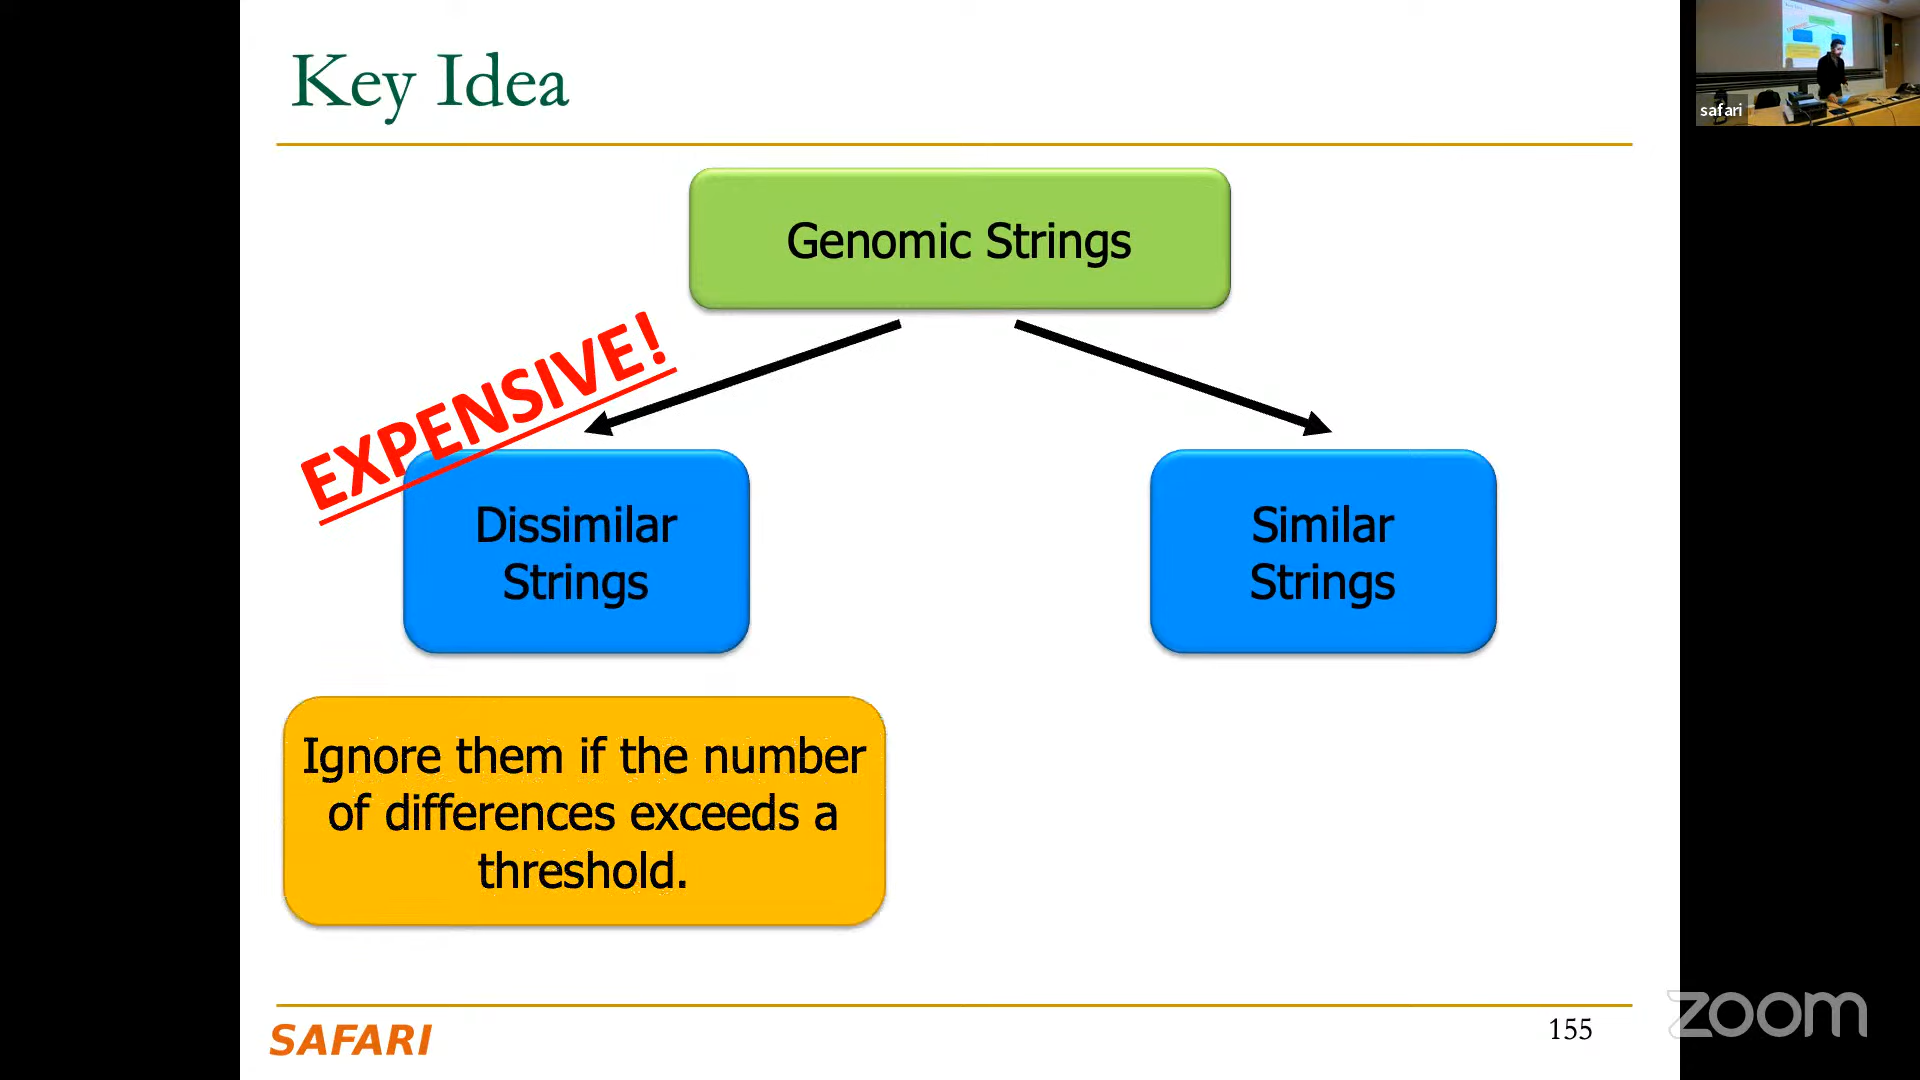 Key Idea
safari
Genomic Strings
EXPENSIVE!
Dissimilar
Strings
Similar
Strings
Ignore them if the number
of differences exceeds a
threshold.
SAFARI
155
zoom